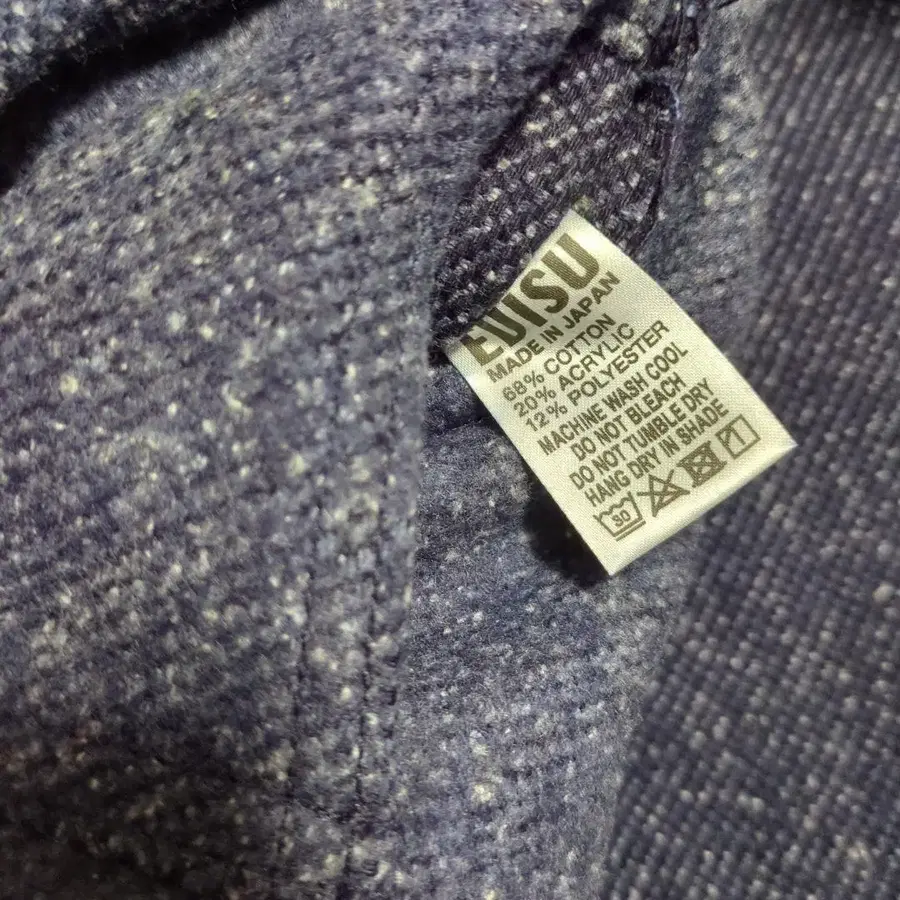 EVISU
MADE IN JAPAN
68% COTTON
20% ACRYLIC
12% POLYESTER
MACHINE WASH COOL
DO NOT BLEACH
DO NOT TUMBLE DRY
HANG DRY IN SHADE
30